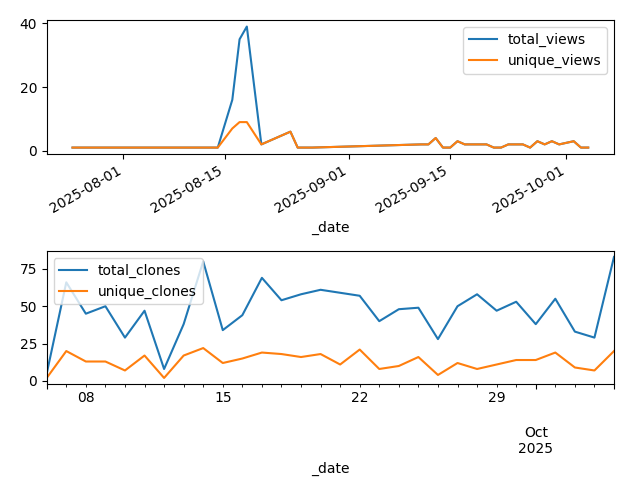 40
20
0
total_views
unique_views
2025-08-01
2025-08-15
2025-09-01
2025-09-15
2025-10-01
_date
75
50
25
0
total_clones
unique_clones
08
15
22
29
Oct
2025
_date